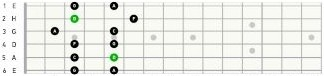 1 E D A
2 H B F
3 G A E
4 D F D
5 A C B
6 E G A